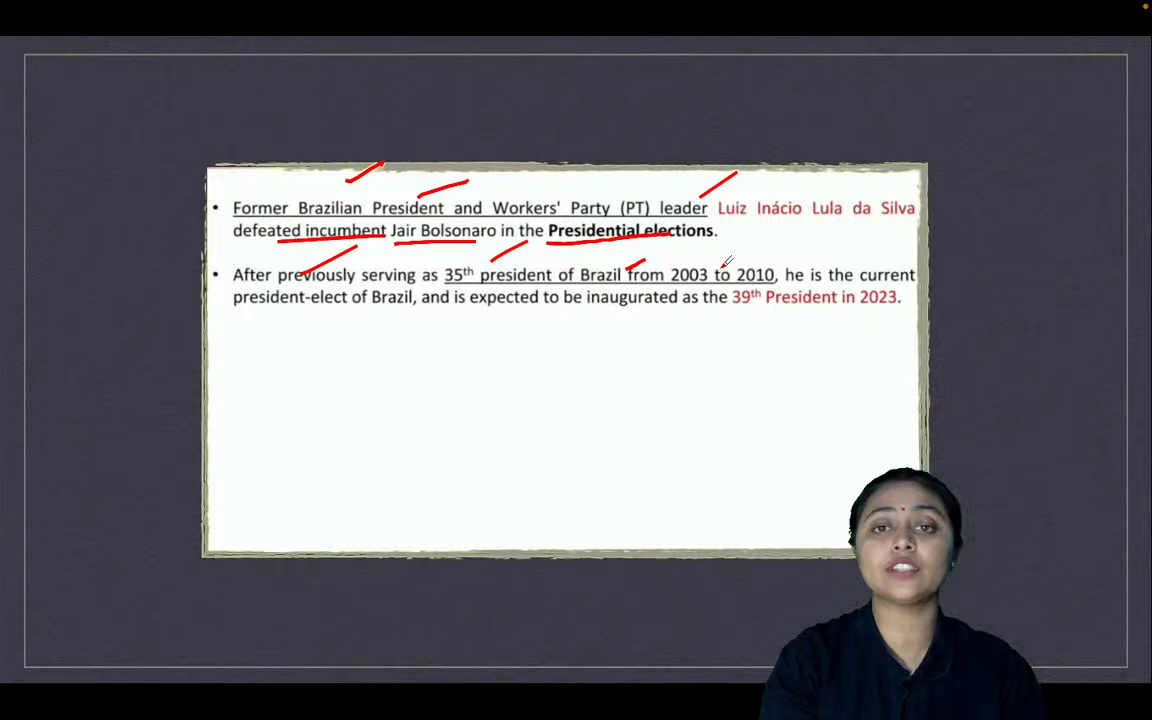 • Former Brazilian President and Workers' Party (PT) leader Luiz Inácio Lula da Silva
defeated incumbent Jair Bolsonaro in the Presidential elections.
• After previously serving as 35th president of Brazil from 2003 to 2010, he is the current
president-elect of Brazil, and is expected to be inaugurated as the 39th President in 2023.